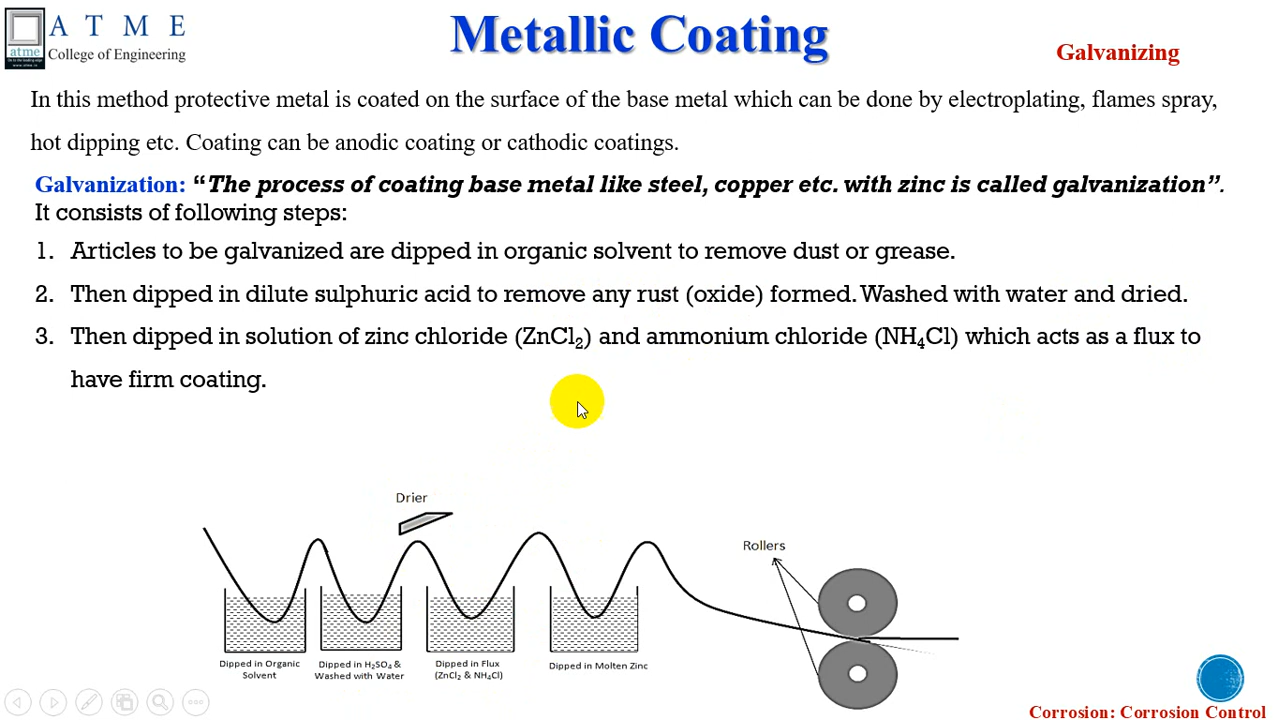 A T M E
College of Engineering
atme
Metallic Coating
Galvanizing
In this method protective metal is coated on the surface of the base metal which can be done by electroplating, flames spray,
hot dipping etc. Coating can be anodic coating or cathodic coatings.
Galvanization: “The process of coating base metal like steel, copper etc. with zinc is called galvanization”.
It consists of following steps:
1. Articles to be galvanized are dipped in organic solvent to remove dust or grease.
2. Then dipped in dilute sulphuric acid to remove any rust (oxide) formed. Washed with water and dried.
3. Then dipped in solution of zinc chloride (ZnCl₂) and ammonium chloride (NH₄Cl) which acts as a flux to
have firm coating.
Drier
Rollers
Dipped in Organic
Solvent
Dipped in H₂SO₄ &
Washed with Water
Dipped in Flux
(ZnCl₂ & NH₄Cl)
Dipped in Molten Zinc
Corrosion: Corrosion Control